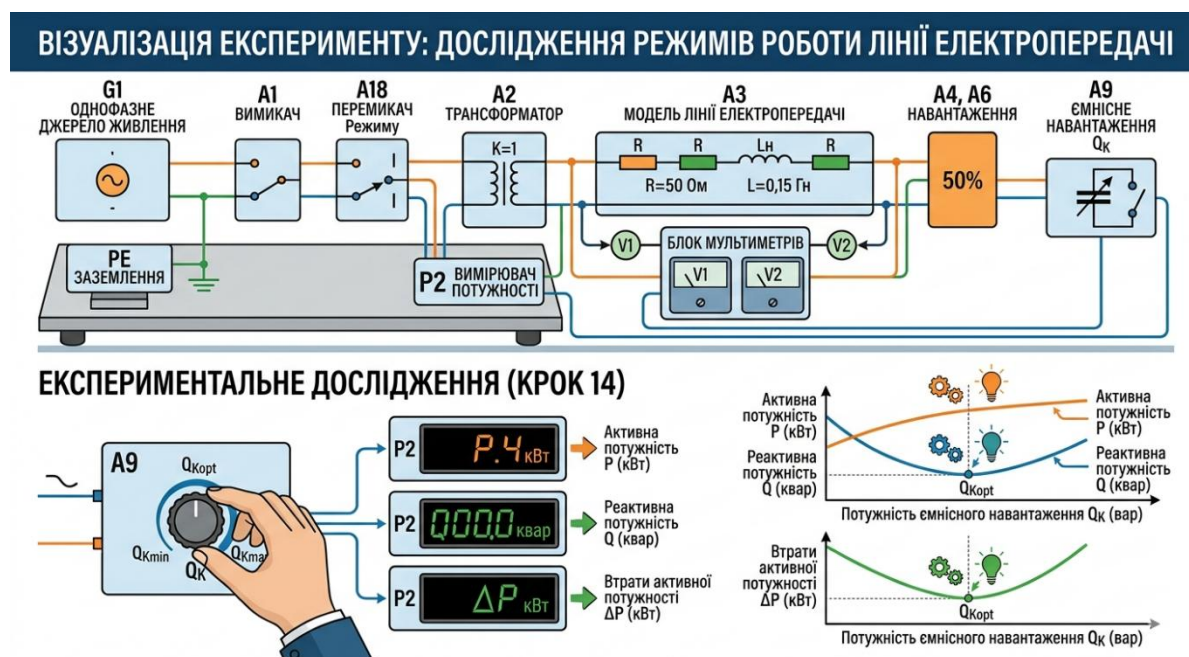 ВІЗУАЛІЗАЦІЯ ЕКСПЕРИМЕНТУ: ДОСЛІДЖЕННЯ РЕЖИМІВ РОБОТИ ЛІНІЇ ЕЛЕКТРОПЕРЕДАЧІ
G1
ОДНОФАЗНЕ
ДЖЕРЕЛО ЖИВЛЕННЯ
A1
ВИМИКАЧ
A18
ПЕРЕМИКАЧ
Режиму
A2
ТРАНСФОРМАТОР
K=1
A3
МОДЕЛЬ ЛІНІЇ ЕЛЕКТРОПЕРЕДАЧІ
R
R
Lн
R
R=50 Ом
L=0,15 Гн
A4, A6
НАВАНТАЖЕННЯ
50%
A9
ЄМНІСНЕ
НАВАНТАЖЕННЯ
Qк
PE
ЗАЗЕМЛЕННЯ
P2 ВИМІРЮВАЧ
ПОТУЖНОСТІ
V1
БЛОК МУЛЬТИМЕТРІВ
V1
V2
V2
ЕКСПЕРИМЕНТАЛЬНЕ ДОСЛІДЖЕННЯ (КРОК 14)
A9
QKopt
QKmin
QKma
QK
P2
P.4 кВт
Активна
потужність
P (кВт)
P2
Q00.0 квар
Реактивна
потужність
Q (квар)
P2
ΔP кВт
Втрати активної
потужності
ΔP (кВт)
Активна
потужність
P (кВт)
Реактивна
потужність
Q (квар)
Активна
потужність
P (кВт)
Реактивна
потужність
Q (квар)
QKopt
Потужність ємнісного навантаження QK (вар)
Втрати
активної
потужності
ΔP (кВт)
QKopt
Потужність ємнісного навантаження QK (вар)